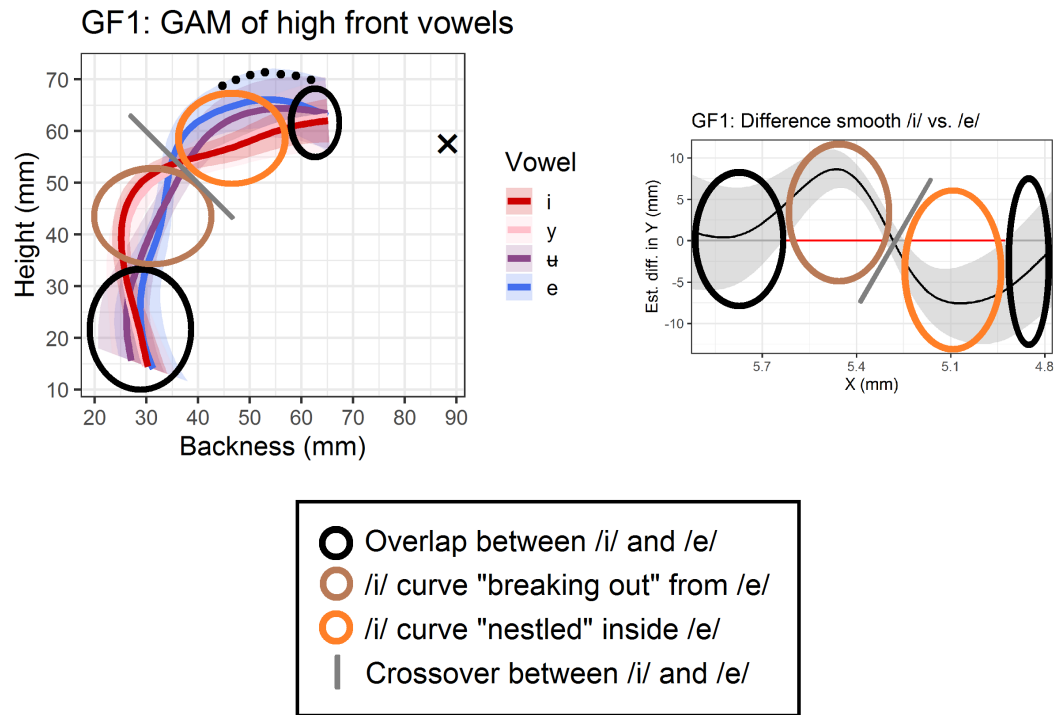 GF1: GAM of high front vowels
70
60
50
40
30
20
10
Height (mm)
20 30 40 50 60 70 80 90
Backness (mm)
Vowel
i
y
ʉ
e
GF1: Difference smooth /i/ vs. /e/
10
5
0
-5
-10
Est. diff. in Y (mm)
5.7 5.4 5.1 4.8
X (mm)
Overlap between /i/ and /e/
/i/ curve "breaking out" from /e/
/i/ curve "nestled" inside /e/
Crossover between /i/ and /e/